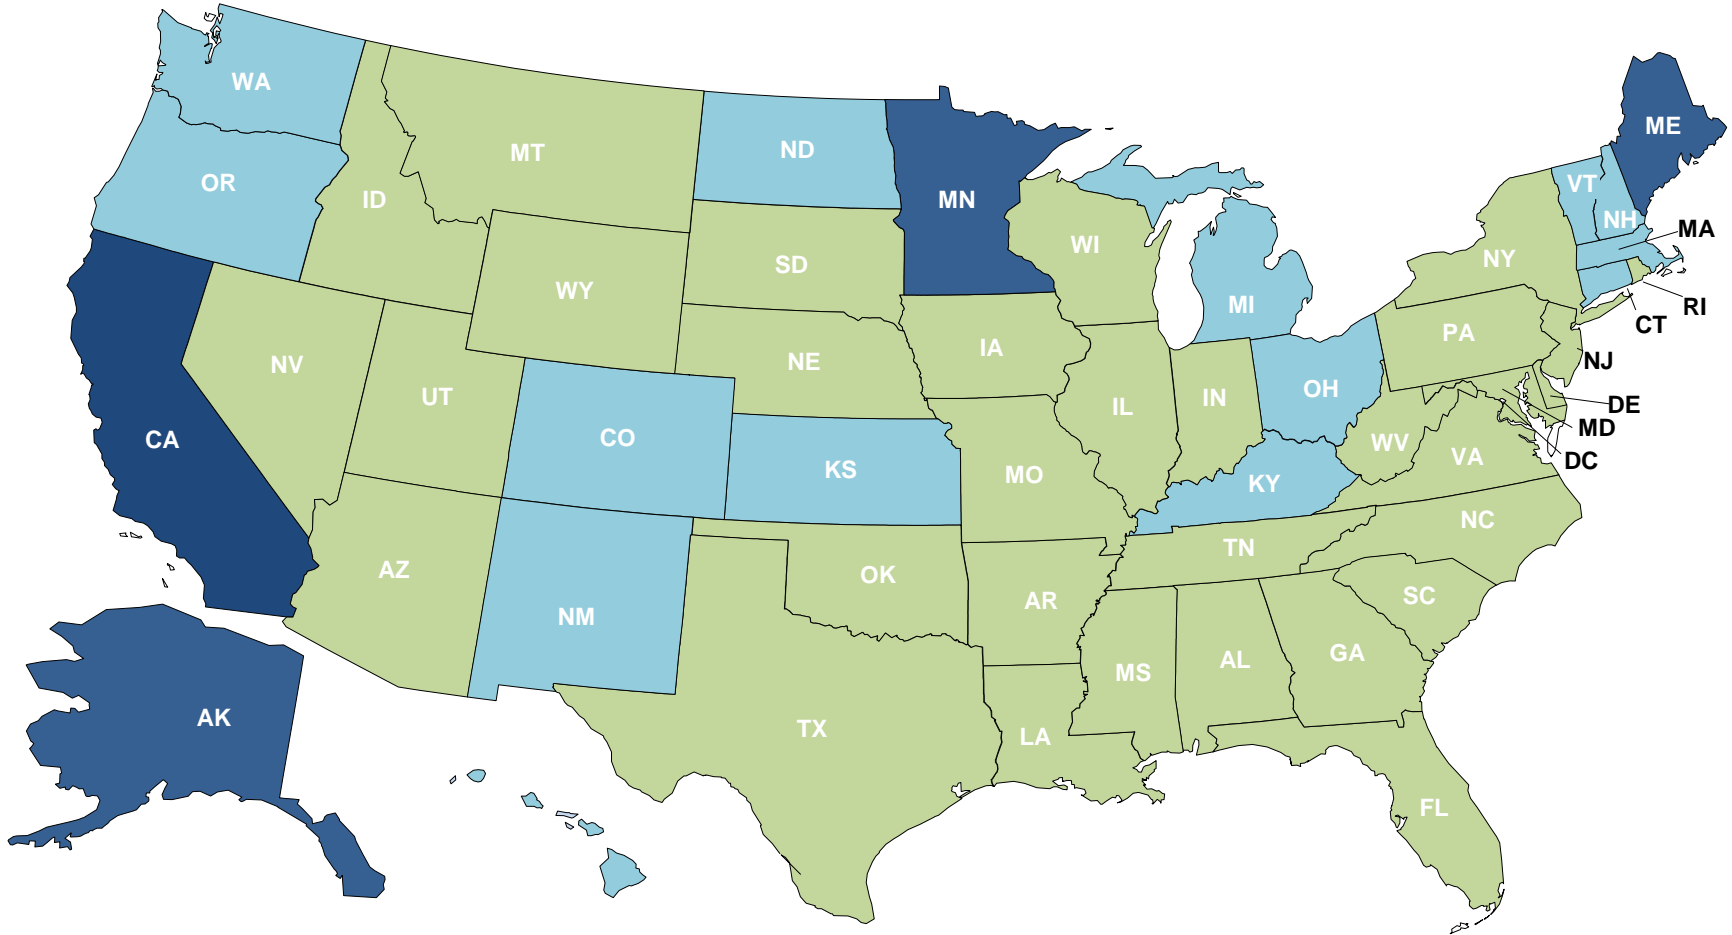 WA
ME
MT
ND
OR
VT
ID
MN
NH
MA
WI
NY
SD
WY
MI
RI
CT
PA
IA
NJ
NV
NE
UT
OH
IN
DE
IL
MD
CO
CA
WV
VA
DC
KS
MO
KY
NC
TN
AZ
OK
SC
AR
NM
GA
AL
MS
AK
TX
LA
FL